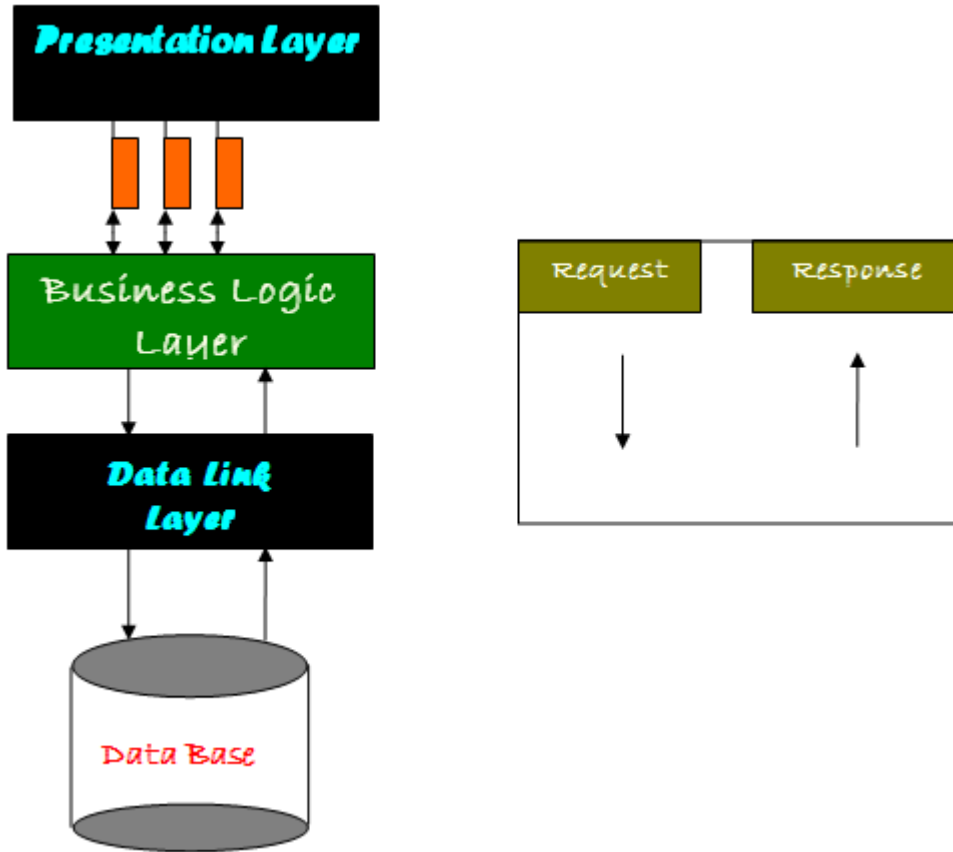 Presentation Layer
Business Logic
Layer
Request
Response
Data Link
Layer
Data Base